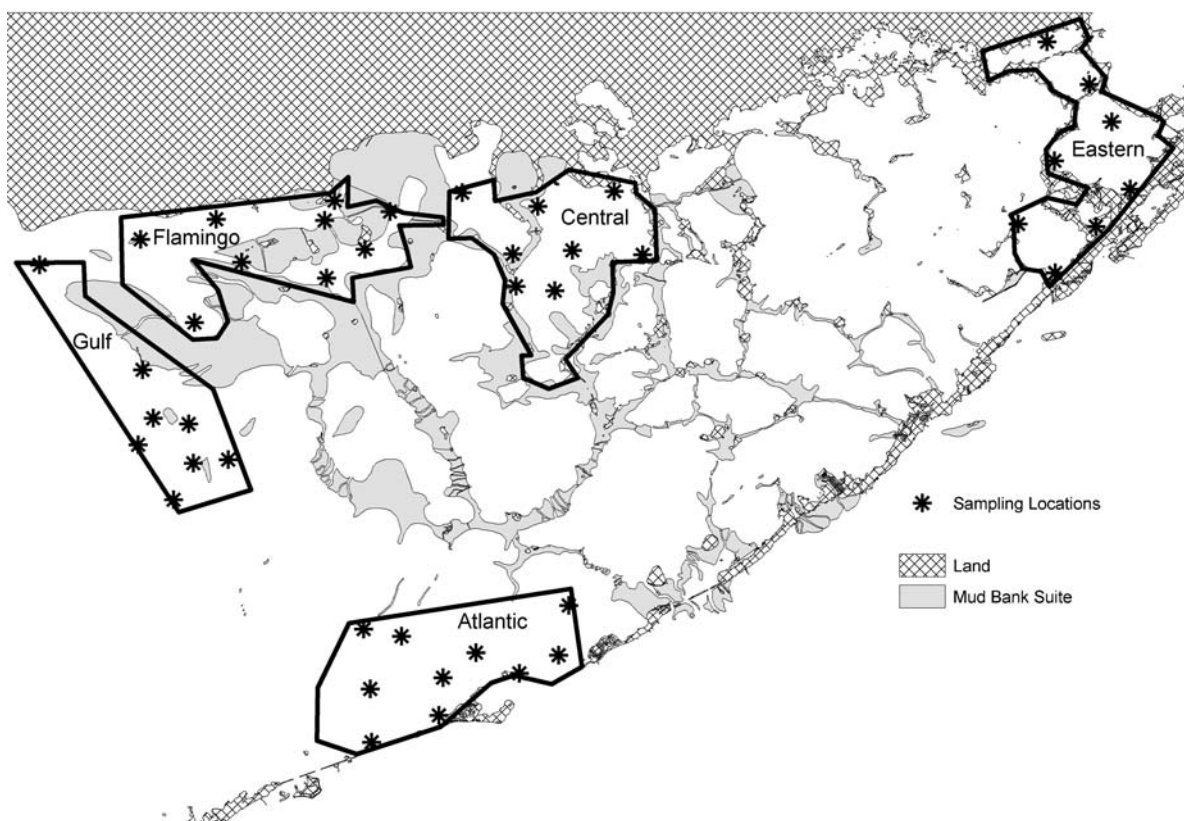 Eastern
Central
Flamingo
Gulf
Sampling Locations
Land
Mud Bank Suite
Atlantic